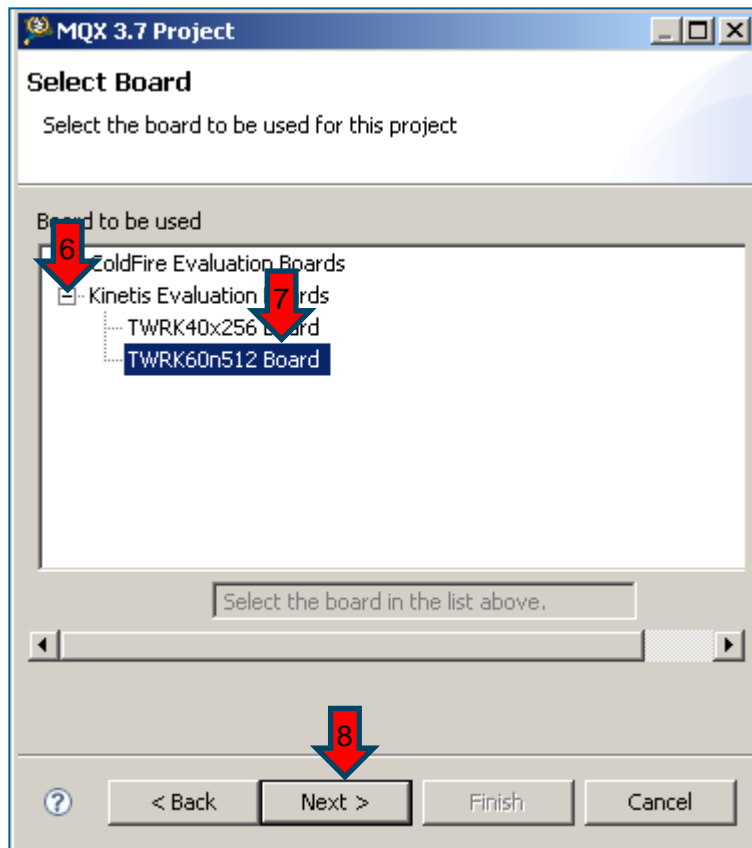 MQX 3.7 Project
Select Board
Select the board to be used for this project
Board to be used
6
ColdFire Evaluation Boards
7
Kinetis Evaluation Boards
TWRK40x256 Board
TWRK60n512 Board
Select the board in the list above.
8
< Back Next > Finish Cancel